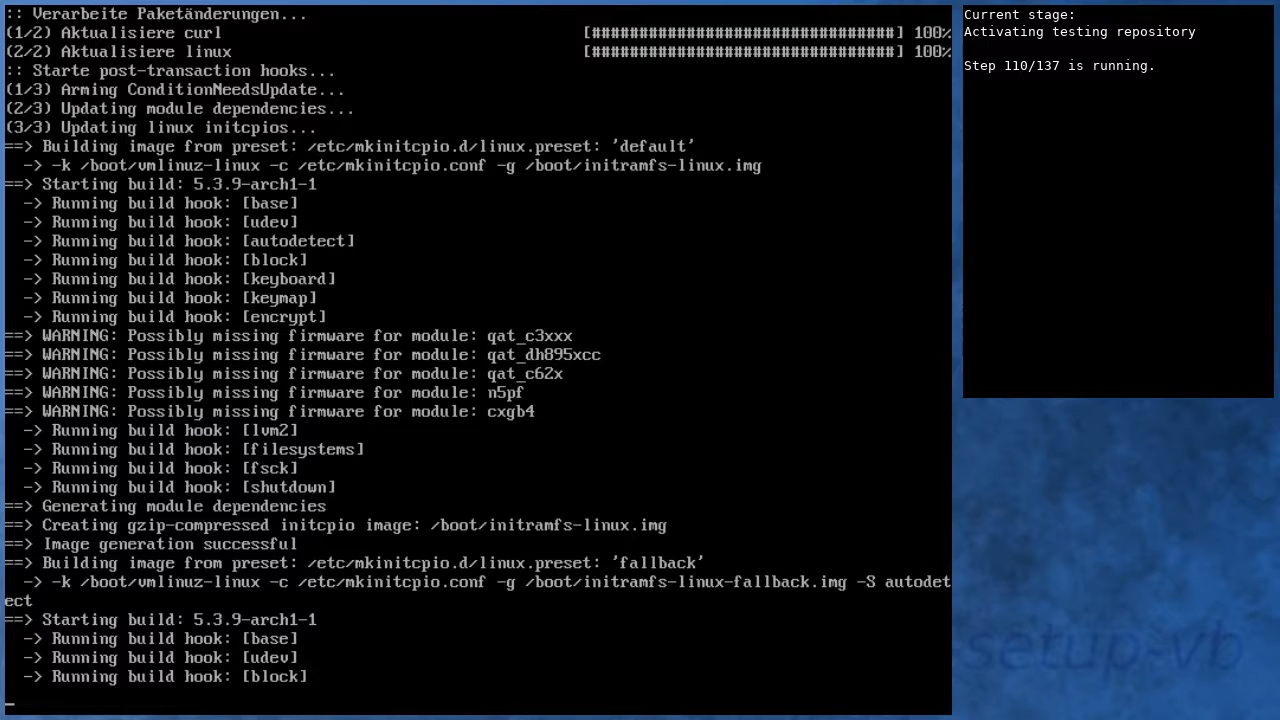 :: Verarbeite Paketänderungen...
(1/2) Aktualisiere curl [################################] 100%
(2/2) Aktualisiere linux [################################] 100%
:: Starte post-transaction hooks...
(1/3) Arming ConditionNeedsUpdate...
(2/3) Updating module dependencies...
(3/3) Updating linux initcpios...
==> Building image from preset: /etc/mkinitcpio.d/linux.preset: 'default'
  -> -k /boot/vmlinuz-linux -c /etc/mkinitcpio.conf -g /boot/initramfs-linux.img
==> Starting build: 5.3.9-arch1-1
  -> Running build hook: [base]
  -> Running build hook: [udev]
  -> Running build hook: [autodetect]
  -> Running build hook: [block]
  -> Running build hook: [keyboard]
  -> Running build hook: [keymap]
  -> Running build hook: [encrypt]
==> WARNING: Possibly missing firmware for module: qat_c3xxx
==> WARNING: Possibly missing firmware for module: qat_dh895xcc
==> WARNING: Possibly missing firmware for module: qat_c62x
==> WARNING: Possibly missing firmware for module: n5pf
==> WARNING: Possibly missing firmware for module: cxgb4
  -> Running build hook: [lvm2]
  -> Running build hook: [filesystems]
  -> Running build hook: [fsck]
  -> Running build hook: [shutdown]
==> Generating module dependencies
==> Creating gzip-compressed initcpio image: /boot/initramfs-linux.img
==> Image generation successful
==> Building image from preset: /etc/mkinitcpio.d/linux.preset: 'fallback'
  -> -k /boot/vmlinuz-linux -c /etc/mkinitcpio.conf -g /boot/initramfs-linux-fallback.img -S autodet
ect
==> Starting build: 5.3.9-arch1-1
  -> Running build hook: [base]
  -> Running build hook: [udev]
  -> Running build hook: [block]
Current stage:
Activating testing repository
Step 110/137 is running.
setup-vb